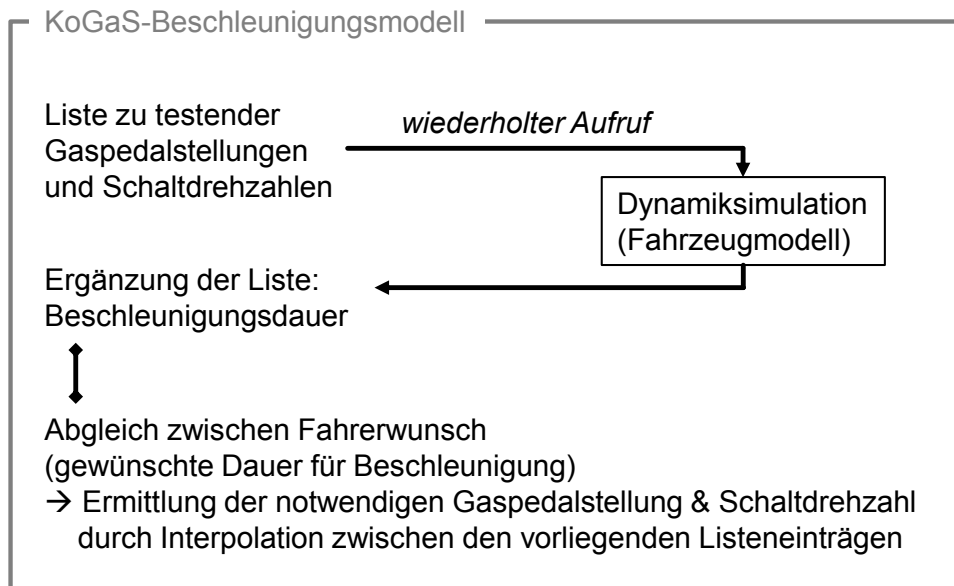 KoGaS-Beschleunigungsmodell
Liste zu testender
Gaspedalstellungen
und Schaltdrehzahlen
wiederholter Aufruf
Dynamiksimulation
(Fahrzeugmodell)
Ergänzung der Liste:
Beschleunigungsdauer
Abgleich zwischen Fahrerwunsch
(gewünschte Dauer für Beschleunigung)
→ Ermittlung der notwendigen Gaspedalstellung & Schaltdrehzahl
durch Interpolation zwischen den vorliegenden Listeneinträgen